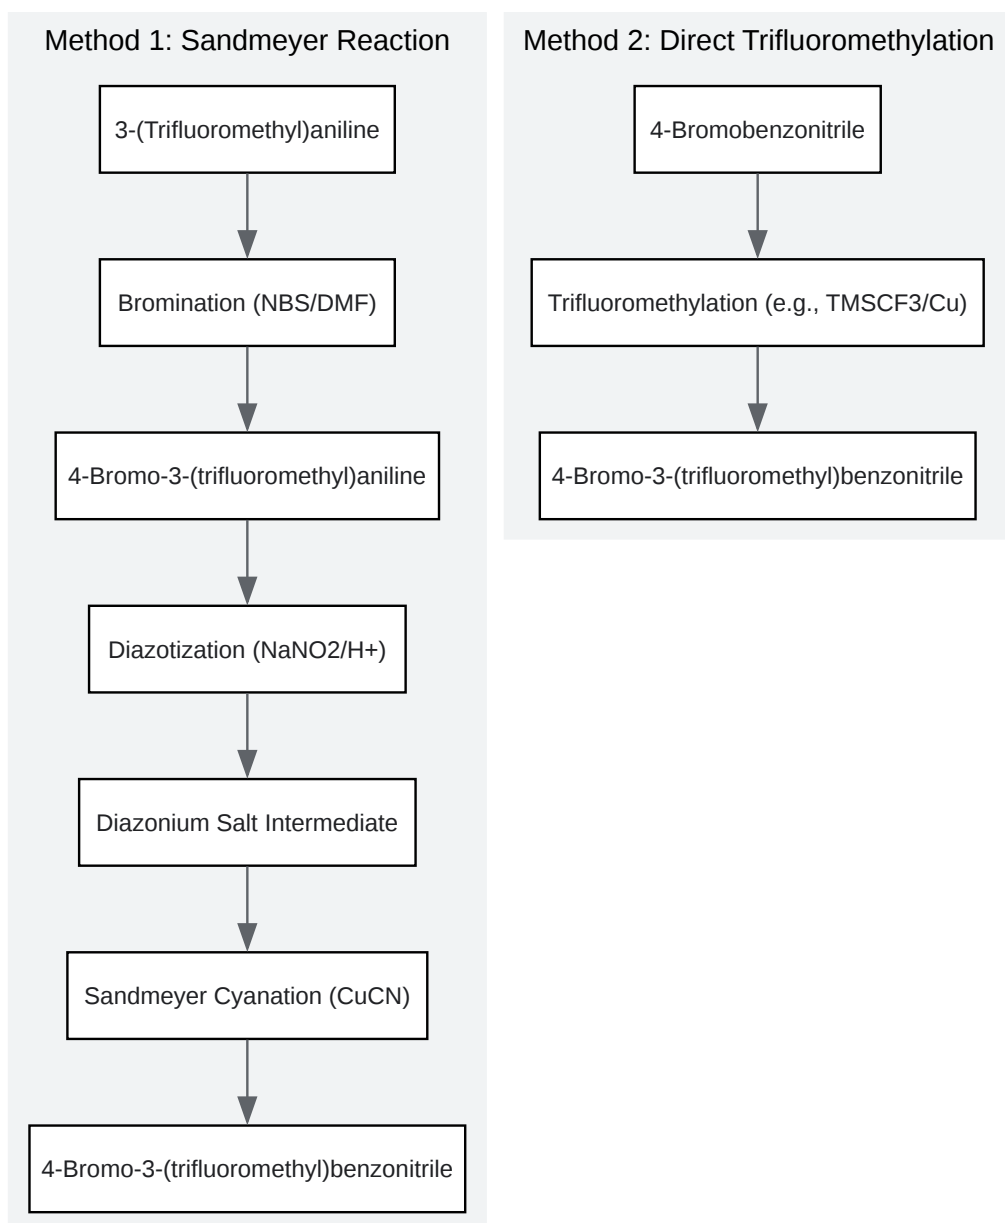 Method 1: Sandmeyer Reaction
3-(Trifluoromethyl)aniline
Bromination (NBS/DMF)
4-Bromo-3-(trifluoromethyl)aniline
Diazotization (NaNO2/H+)
Diazonium Salt Intermediate
Sandmeyer Cyanation (CuCN)
4-Bromo-3-(trifluoromethyl)benzonitrile
Method 2: Direct Trifluoromethylation
4-Bromobenzonitrile
Trifluoromethylation (e.g., TMSCF3/Cu)
4-Bromo-3-(trifluoromethyl)benzonitrile